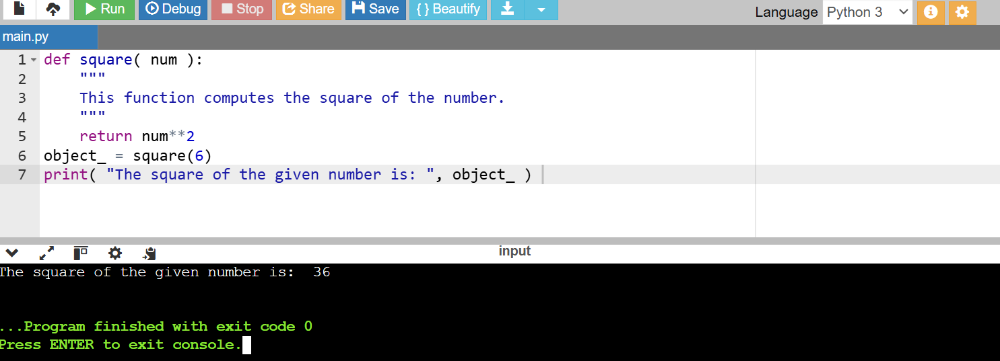 Run Debug Stop Share Save { } Beautify Language Python 3
main.py
1 def square( num ):
2     """
3     This function computes the square of the number.
4     """
5     return num**2
6 object_ = square(6)
7 print( "The square of the given number is: ", object_ )
input
The square of the given number is:  36
...Program finished with exit code 0
Press ENTER to exit console.